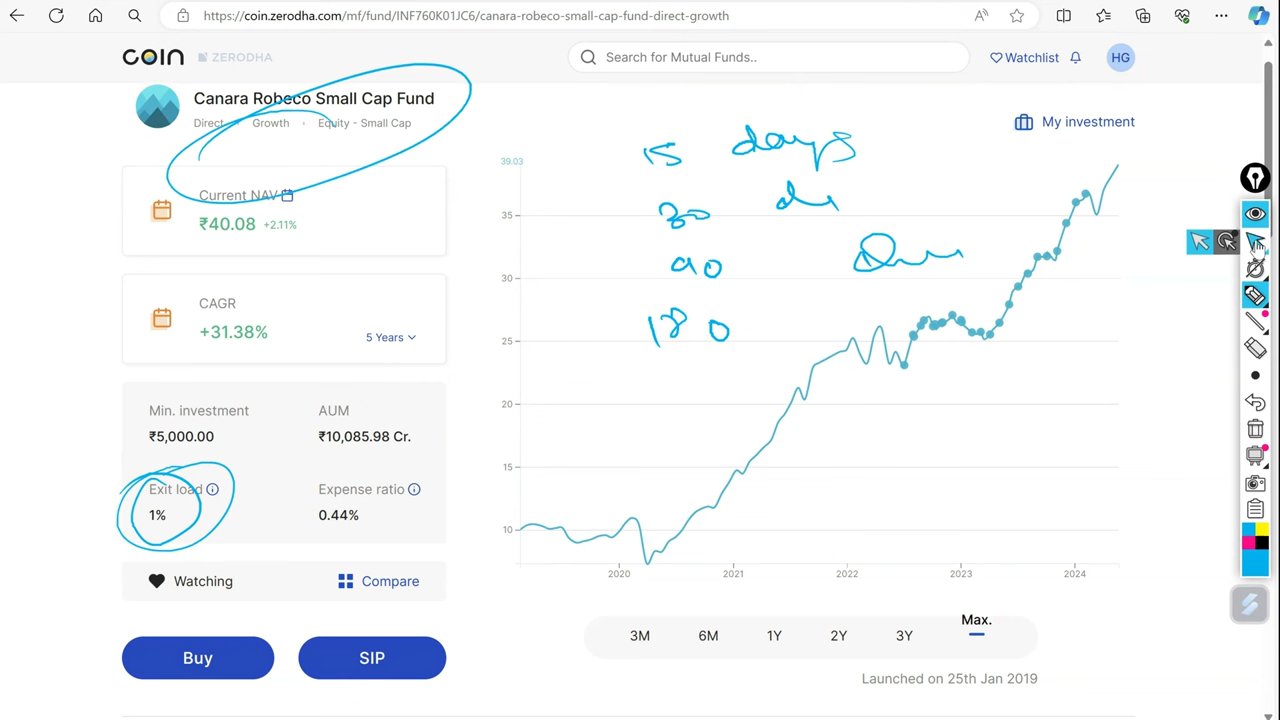 https://coin.zerodha.com/mf/fund/INF760K01JC6/canara-robeco-small-cap-fund-direct-growth
coin ZERODHA
Search for Mutual Funds..
Watchlist
HG
Canara Robeco Small Cap Fund
Direct Growth Equity - Small Cap
My investment
Current NAV
₹40.08 +2.11%
CAGR
+31.38%
5 Years
Min. investment
₹5,000.00
AUM
₹10,085.98 Cr.
Exit load
1%
Expense ratio
0.44%
Watching
Compare
Buy
SIP
15 days
30
90
180
39.03
35
30
25
20
15
10
2020 2021 2022 2023 2024
3M 6M 1Y 2Y 3Y Max.
Launched on 25th Jan 2019